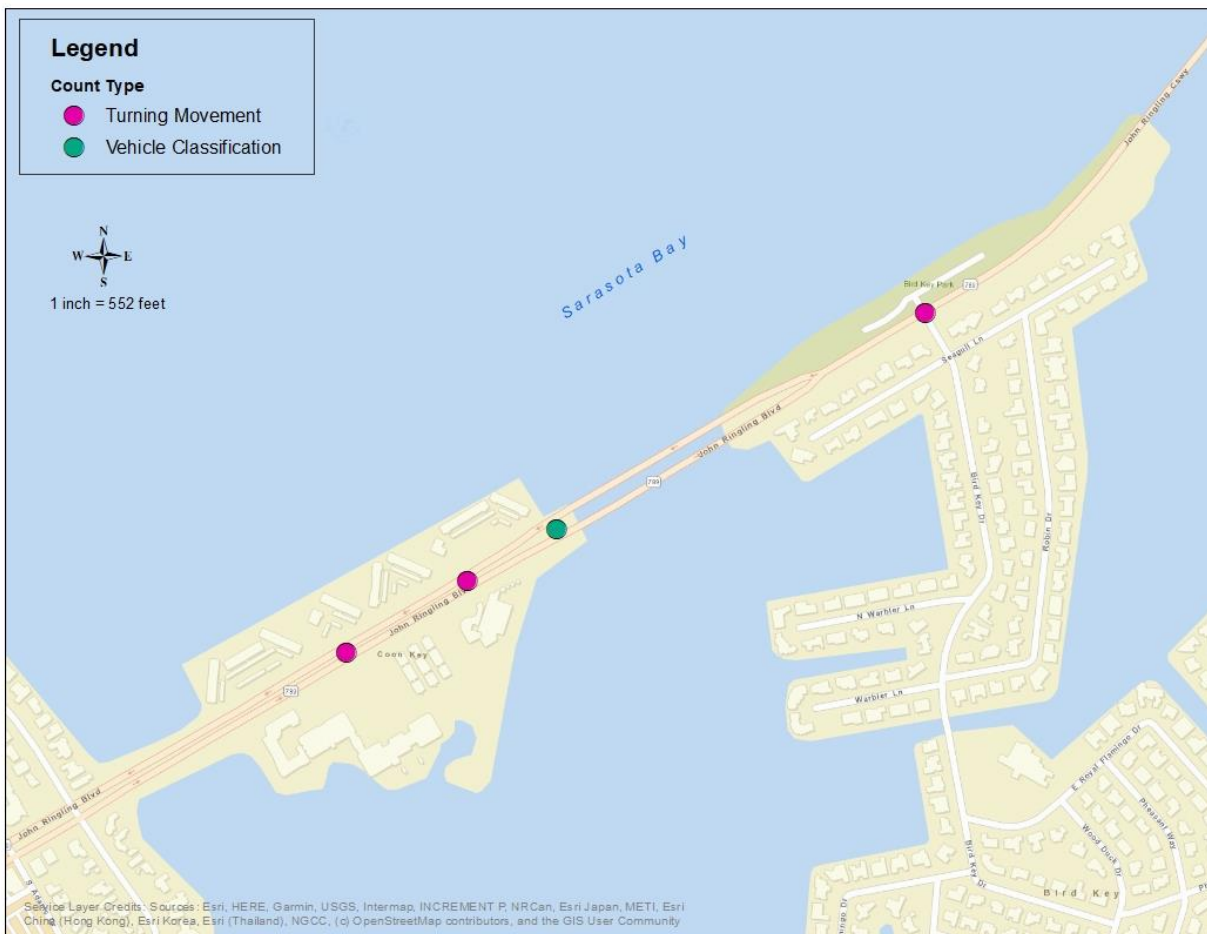 Legend
Count Type
Turning Movement
Vehicle Classification
N
W E
S
1 inch = 552 feet
Sarasota Bay
John Ringling Cswy
Bird Key Park
789
Seagull Ln
John Ringling Blvd
789
Bird Key Dr
Robin Dr
John Ringling Blvd
Coon Key
789
N Warbler Ln
Warbler Ln
E Royal Flamingo Dr
Pheasant Way
Wood Duck Dr
John Ringling Blvd
Bird Key Dr
Bird Key
Service Layer Credits: Sources: Esri, HERE, Garmin, USGS, Intermap, INCREMENT P, NRCan, Esri Japan, METI, Esri
China (Hong Kong), Esri Korea, Esri (Thailand), NGCC, (c) OpenStreetMap contributors, and the GIS User Community